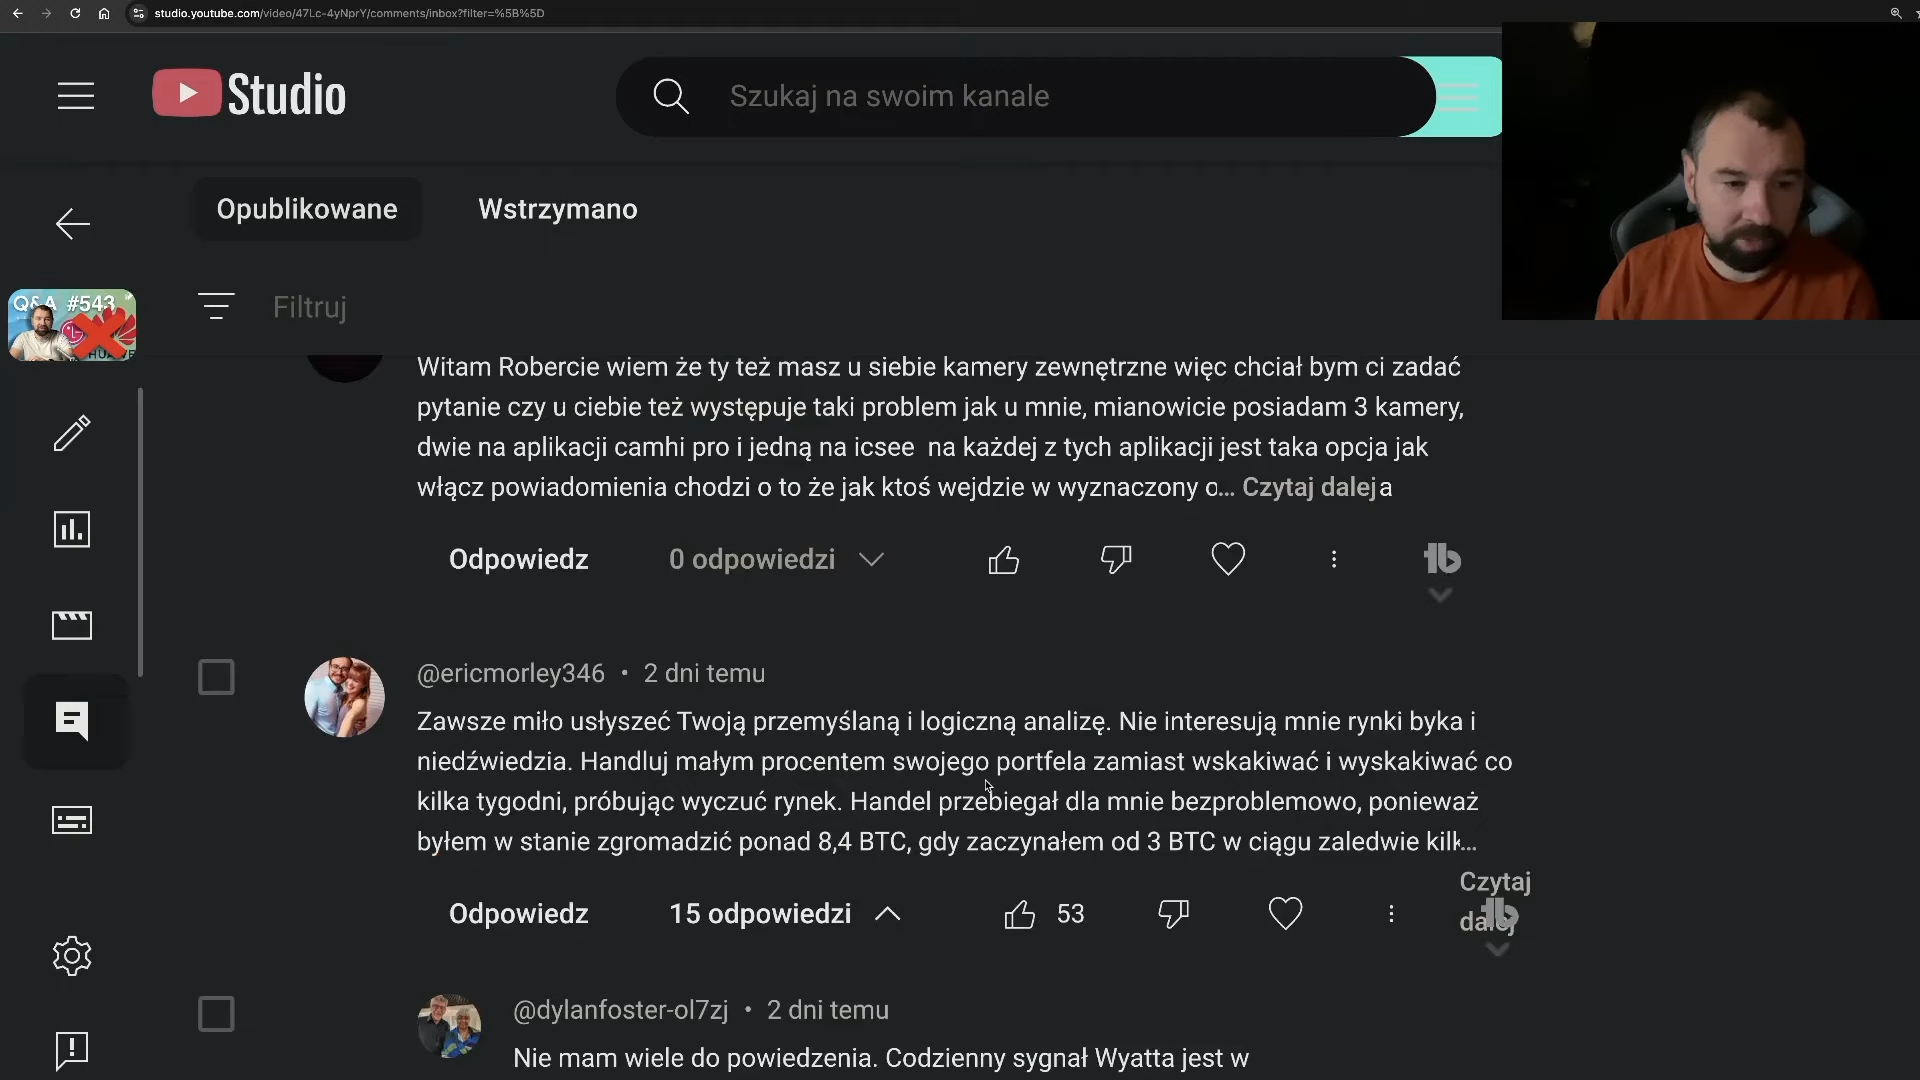 studio.youtube.com/video/47Lc-4yNprY/comments/inbox?filter=%5B%5D
Studio
Szukaj na swoim kanale
Opublikowane
Wstrzymano
Q&A #543
Filtruj
Witam Robercie wiem że ty też masz u siebie kamery zewnętrzne więc chciał bym ci zadać
pytanie czy u ciebie też występuje taki problem jak u mnie, mianowicie posiadam 3 kamery,
dwie na aplikacji camhi pro i jedną na icsee na każdej z tych aplikacji jest taka opcja jak
włącz powiadomienia chodzi o to że jak ktoś wejdzie w wyznaczony o... Czytaj dalej a
Odpowiedz
0 odpowiedzi
@ericmorley346 • 2 dni temu
Zawsze miło usłyszeć Twoją przemyślaną i logiczną analizę. Nie interesują mnie rynki byka i
niedźwiedzia. Handluj małym procentem swojego portfela zamiast wskakiwać i wyskakiwać co
kilka tygodni, próbując wyczuć rynek. Handel przebiegał dla mnie bezproblemowo, ponieważ
byłem w stanie zgromadzić ponad 8,4 BTC, gdy zaczynałem od 3 BTC w ciągu zaledwie kilk...
Czytaj
dalej
Odpowiedz
15 odpowiedzi
53
@dylanfoster-ol7zj • 2 dni temu
Nie mam wiele do powiedzenia. Codzienny sygnał Wyatta jest w